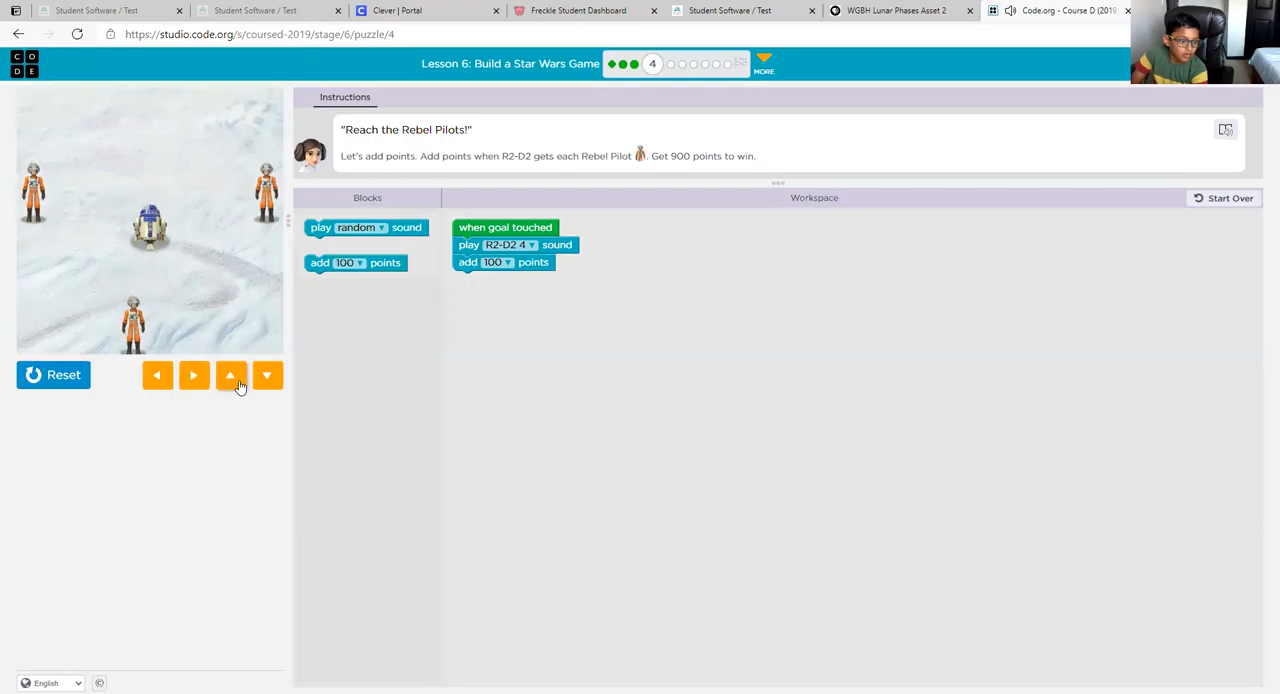 Student Software / Test
Student Software / Test
Clever | Portal
Freckle Student Dashboard
Student Software / Test
WGBH Lunar Phases Asset 2
Code.org - Course D (2019)
https://studio.code.org/s/coursed-2019/stage/6/puzzle/4
C O
D E
Lesson 6: Build a Star Wars Game
4
MORE
Instructions
"Reach the Rebel Pilots!"
Let's add points. Add points when R2-D2 gets each Rebel Pilot . Get 900 points to win.
Blocks
Workspace
Start Over
play random sound
add 100 points
when goal touched
play R2-D2 4 sound
add 100 points
Reset
English
©